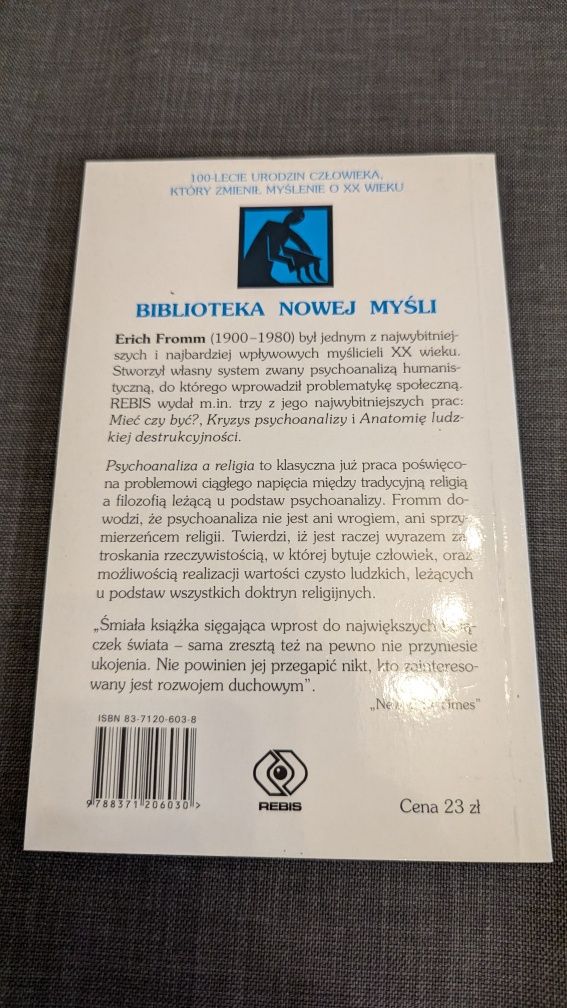 100-LECIE URODZIN CZŁOWIEKA,
KTÓRY ZMIENIŁ MYŚLENIE O XX WIEKU
BIBLIOTEKA NOWEJ MYŚLI
Erich Fromm (1900–1980) był jednym z najwybitniej-
szych i najbardziej wpływowych myślicieli XX wieku.
Stworzył własny system zwany psychoanalizą humanis-
tyczną, do którego wprowadził problematykę społeczną.
REBIS wydał m.in. trzy z jego najwybitniejszych prac:
Mieć czy być?, Kryzys psychoanalizy i Anatomię ludz-
kiej destrukcyjności.
Psychoanaliza a religia to klasyczna już praca poświęco-
na problemowi ciągłego napięcia między tradycyjną religią
a filozofią leżącą u podstaw psychoanalizy. Fromm do-
wodzi, że psychoanaliza nie jest ani wrogiem, ani sprzy-
mierzeńcem religii. Twierdzi, iż jest raczej wyrazem za-
troskania rzeczywistością, w której bytuje człowiek, oraz
możliwością realizacji wartości czysto ludzkich, leżących
u podstaw wszystkich doktryn religijnych.
„Śmiała książka sięgająca wprost do największych
czek świata – sama zresztą też na pewno nie przyniesie
ukojenia. Nie powinien jej przegapić nikt, kto zaintereso-
wany jest rozwojem duchowym”.
ISBN 83-7120-603-8
9 788371 206030 >
REBIS
Cena 23 zł